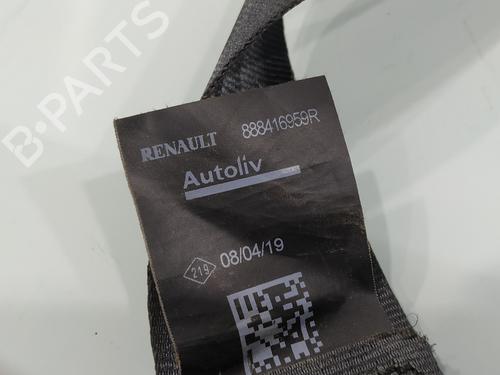 B-PARTS
RENAULT 888416959R
Autoliv
219 08/04/19